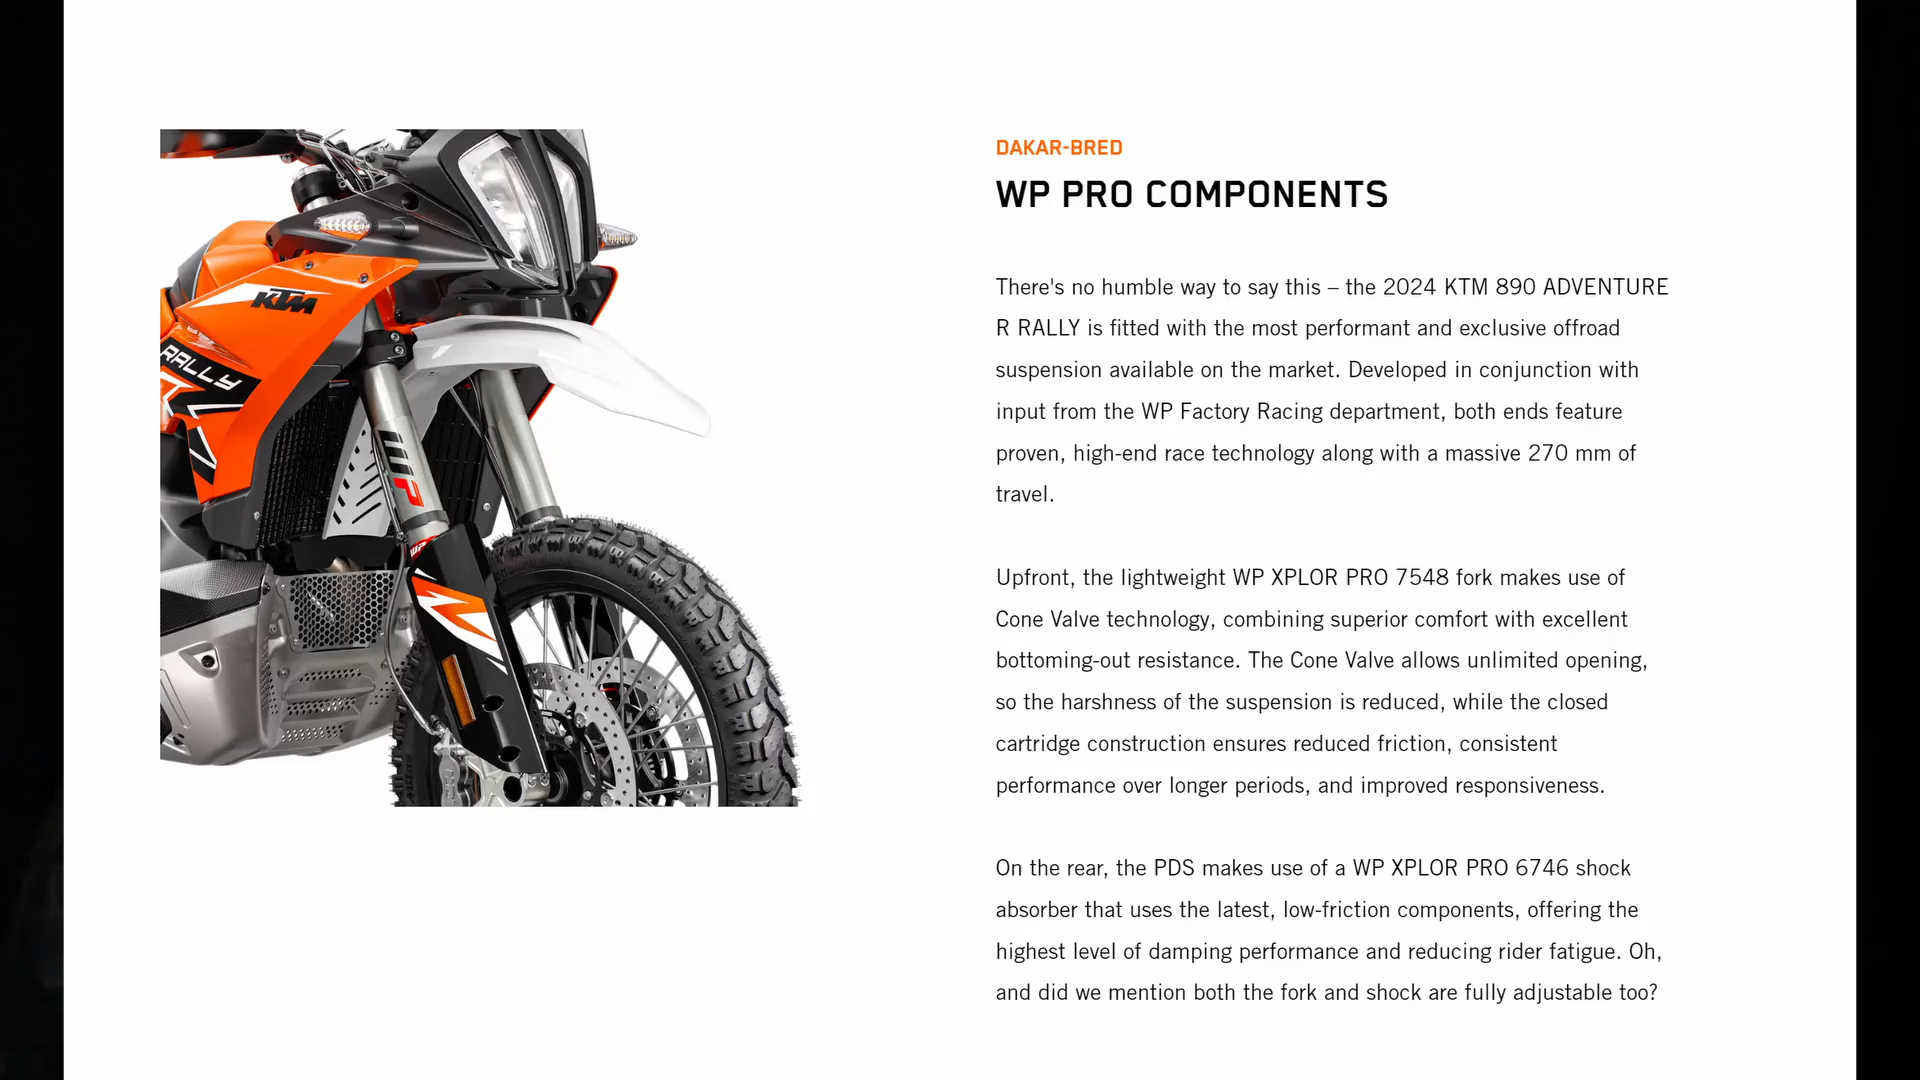 DAKAR-BRED
WP PRO COMPONENTS
There's no humble way to say this – the 2024 KTM 890 ADVENTURE
R RALLY is fitted with the most performant and exclusive offroad
suspension available on the market. Developed in conjunction with
input from the WP Factory Racing department, both ends feature
proven, high-end race technology along with a massive 270 mm of
travel.
Upfront, the lightweight WP XPLOR PRO 7548 fork makes use of
Cone Valve technology, combining superior comfort with excellent
bottoming-out resistance. The Cone Valve allows unlimited opening,
so the harshness of the suspension is reduced, while the closed
cartridge construction ensures reduced friction, consistent
performance over longer periods, and improved responsiveness.
On the rear, the PDS makes use of a WP XPLOR PRO 6746 shock
absorber that uses the latest, low-friction components, offering the
highest level of damping performance and reducing rider fatigue. Oh,
and did we mention both the fork and shock are fully adjustable too?
KTM
RALLY
WP
WP